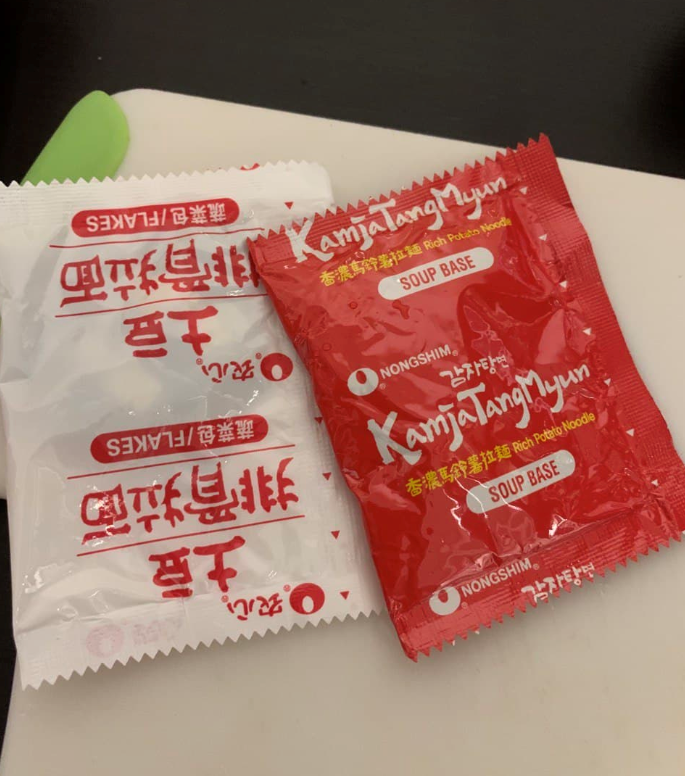 农心®
土豆
排骨拉面
蔬菜包/FLAKES
农心®
土豆
排骨拉面
蔬菜包/FLAKES
KamjaTangMyun
香濃馬鈴薯拉麵 Rich Potato Noodle
SOUP BASE
NONGSHIM®
감자탕면
KamjaTangMyun
香濃馬鈴薯拉麵 Rich Potato Noodle
SOUP BASE
NONGSHIM®
감자탕면